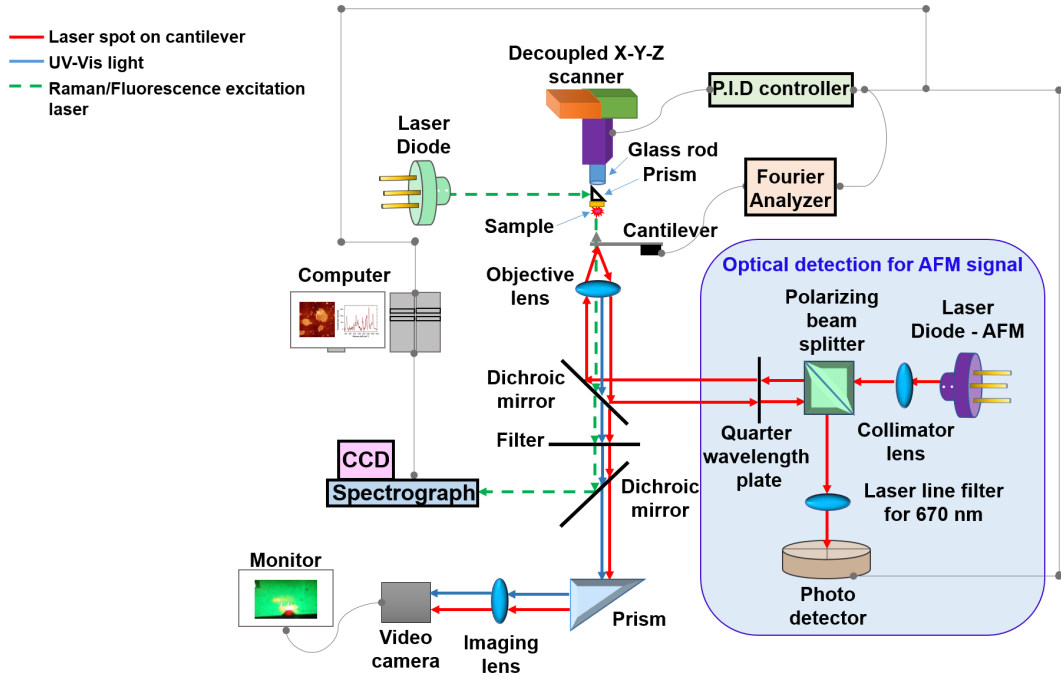 Laser spot on cantilever
UV-Vis light
Raman/Fluorescence excitation
laser
Decoupled X-Y-Z
scanner
P.I.D controller
Laser
Diode
Glass rod
Prism
Fourier
Analyzer
Sample
Cantilever
Computer
Objective
lens
Optical detection for AFM signal
Polarizing
beam
splitter
Laser
Diode - AFM
Dichroic
mirror
Filter
Quarter
wavelength
plate
Collimator
lens
CCD
Spectrograph
Dichroic
mirror
Laser line filter
for 670 nm
Monitor
Video
camera
Imaging
lens
Prism
Photo
detector